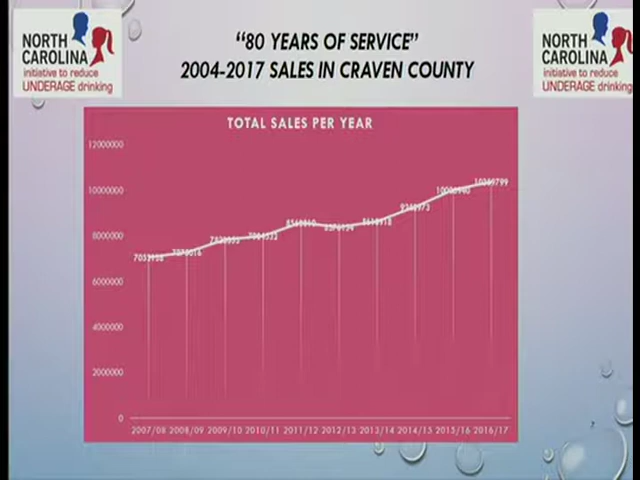 NORTH
CAROLINA
initiative to reduce
UNDERAGE drinking
“80 YEARS OF SERVICE”
2004-2017 SALES IN CRAVEN COUNTY
NORTH
CAROLINA
initiative to reduce
UNDERAGE drinking
TOTAL SALES PER YEAR
12000000
10000000
8000000
6000000
4000000
2000000
0
2007/08 2008/09 2009/10 2010/11 2011/12 2012/13 2013/14 2014/15 2015/16 2016/17